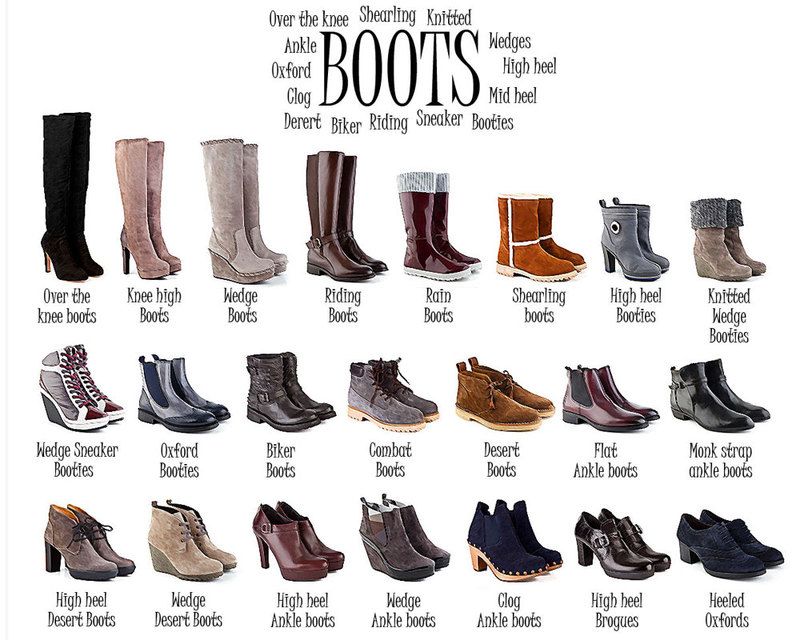 Over the knee Shearling Knitted
Ankle BOOTS Wedges
Oxford High heel
Clog Mid heel
Derert Biker Riding Sneaker Booties
Over the knee boots
Knee high Boots
Wedge Boots
Riding Boots
Rain Boots
Shearling boots
High heel Booties
Knitted Wedge Booties
Wedge Sneaker Booties
Oxford Booties
Biker Boots
Combat Boots
Desert Boots
Flat Ankle boots
Monk strap ankle boots
High heel Desert Boots
Wedge Desert Boots
High heel Ankle boots
Wedge Ankle boots
Clog Ankle boots
High heel Brogues
Heeled Oxfords